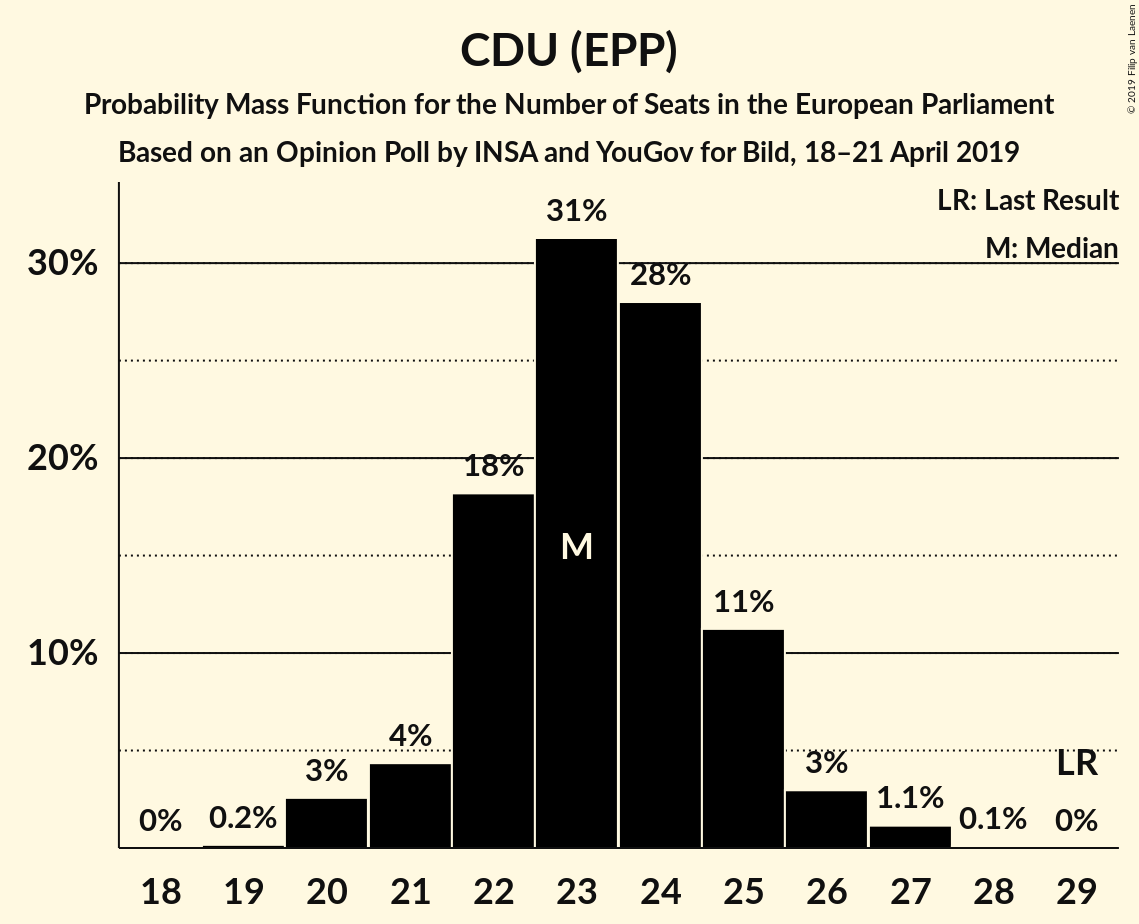 CDU (EPP)
Probability Mass Function for the Number of Seats in the European Parliament
Based on an Opinion Poll by INSA and YouGov for Bild, 18–21 April 2019
© 2019 Filip van Laenen
LR: Last Result
M: Median
30%
20%
10%
0%
0.2%
3%
4%
18%
31%
28%
11%
3%
1.1%
0.1%
0%
M
LR
18 19 20 21 22 23 24 25 26 27 28 29